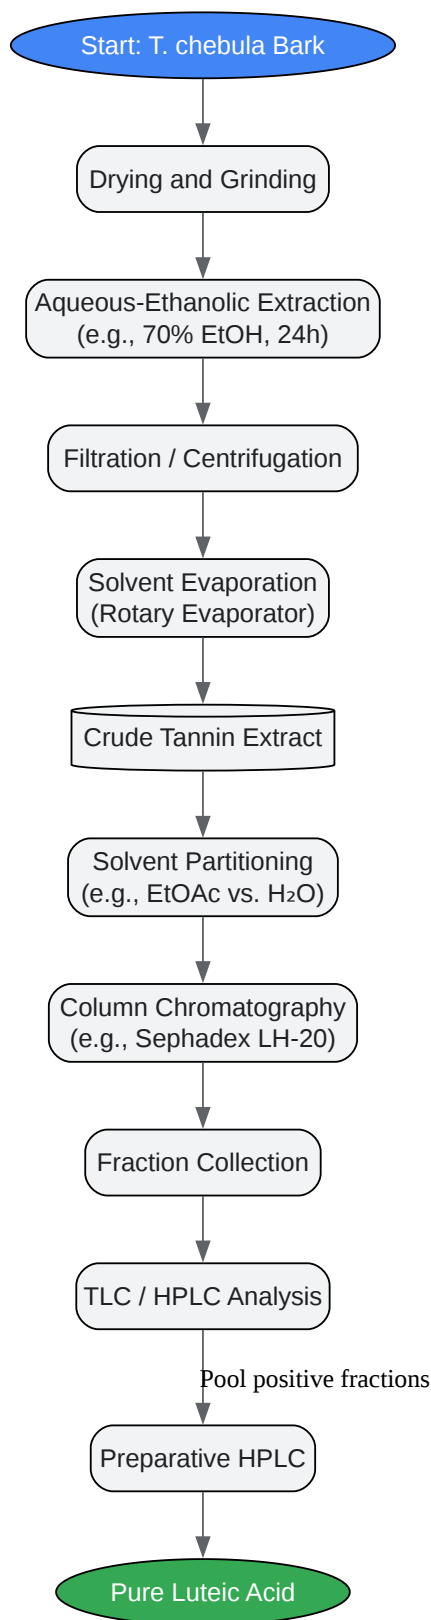 Start: T. chebula Bark
Drying and Grinding
Aqueous-Ethanolic Extraction
(e.g., 70% EtOH, 24h)
Filtration / Centrifugation
Solvent Evaporation
(Rotary Evaporator)
Crude Tannin Extract
Solvent Partitioning
(e.g., EtOAc vs. H₂O)
Column Chromatography
(e.g., Sephadex LH-20)
Fraction Collection
TLC / HPLC Analysis
Pool positive fractions
Preparative HPLC
Pure Luteic Acid